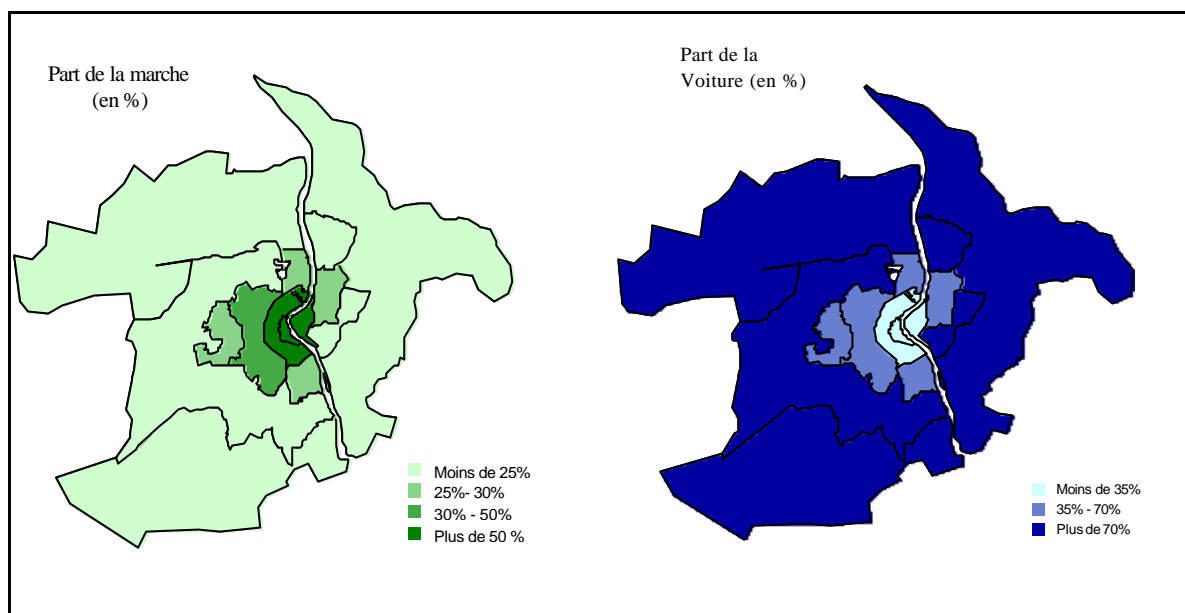 Part de la marche
(en %)
Moins de 25%
25%- 30%
30% - 50%
Plus de 50 %
Part de la
Voiture (en %)
Moins de 35%
35% - 70%
Plus de 70%